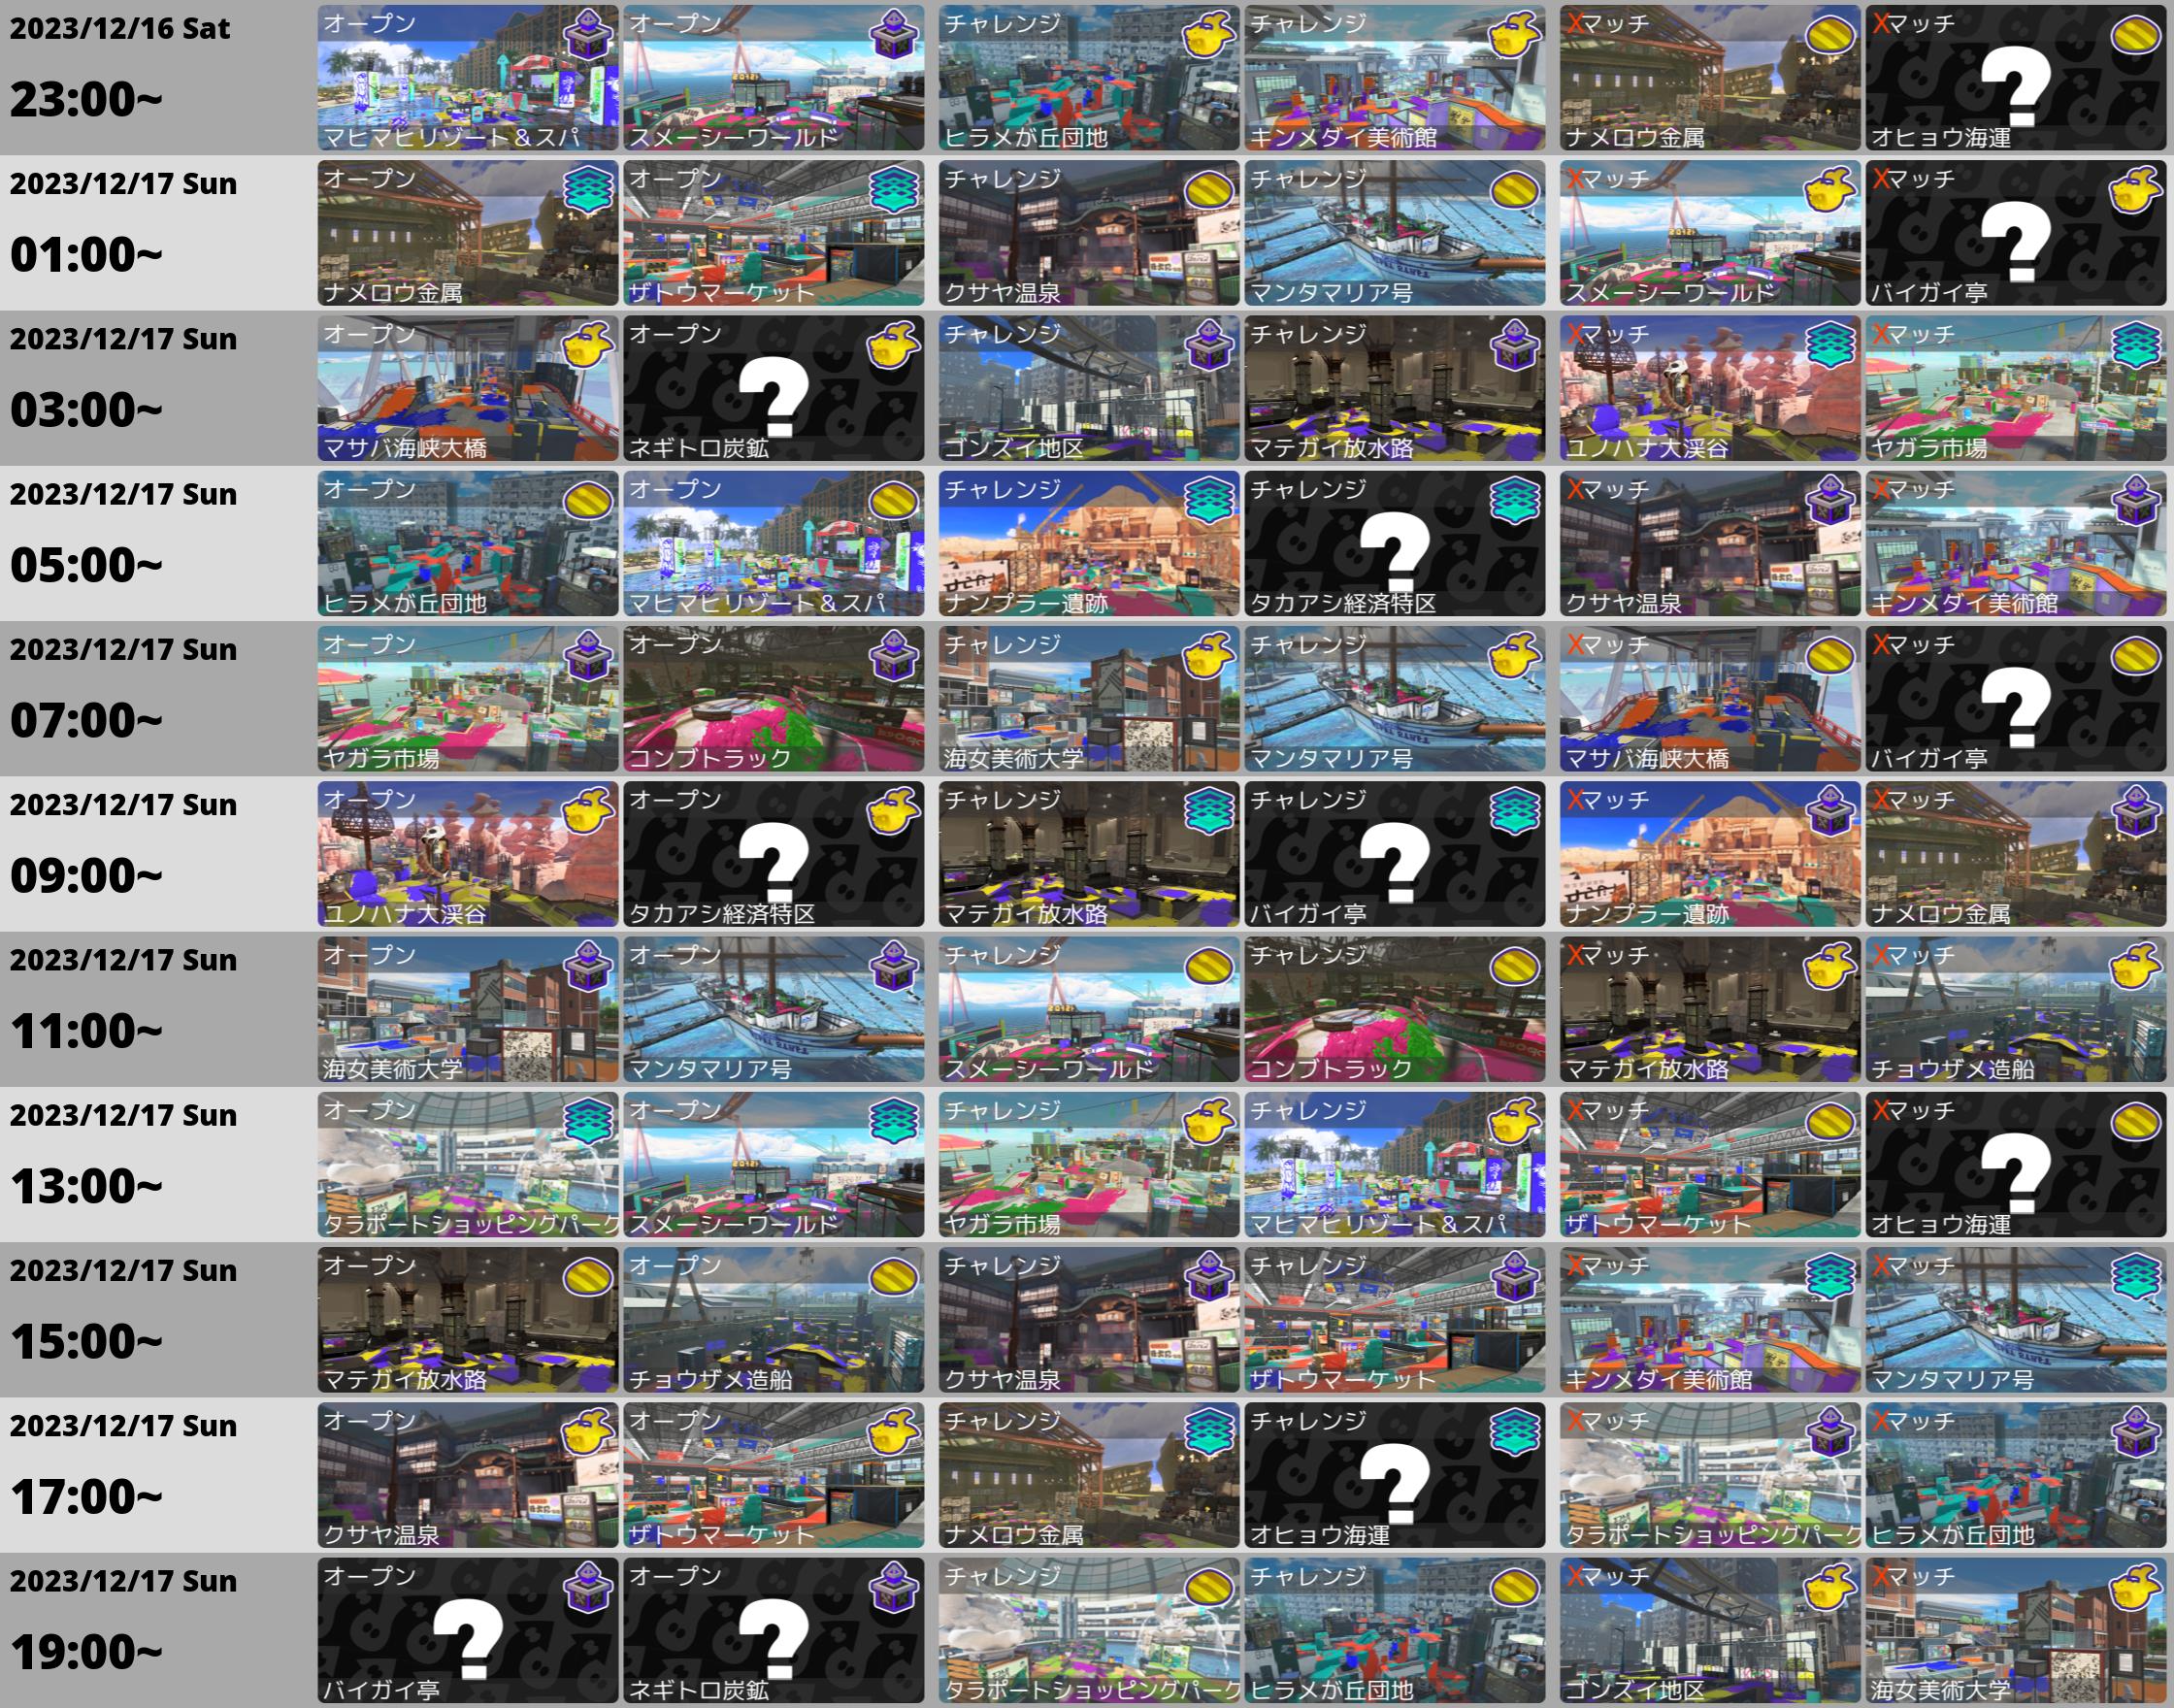 2023/12/16 Sat
23:00~
オープン
マヒマヒリゾート＆スパ
オープン
スメーシーワールド
チャレンジ
ヒラメが丘団地
チャレンジ
キンメダイ美術館
Xマッチ
ナメロウ金属
Xマッチ
オヒョウ海運
2023/12/17 Sun
01:00~
オープン
ナメロウ金属
オープン
ザトウマーケット
チャレンジ
クサヤ温泉
チャレンジ
マンタマリア号
Xマッチ
スメーシーワールド
Xマッチ
バイガイ亭
2023/12/17 Sun
03:00~
オープン
マサバ海峡大橋
オープン
ネギトロ炭鉱
チャレンジ
ゴンズイ地区
チャレンジ
マテガイ放水路
Xマッチ
ユノハナ大渓谷
Xマッチ
ヤガラ市場
2023/12/17 Sun
05:00~
オープン
ヒラメが丘団地
オープン
マヒマヒリゾート＆スパ
チャレンジ
ナンプラー遺跡
チャレンジ
タカアシ経済特区
Xマッチ
クサヤ温泉
Xマッチ
キンメダイ美術館
2023/12/17 Sun
07:00~
オープン
ヤガラ市場
オープン
コンブトラック
チャレンジ
海女美術大学
チャレンジ
マンタマリア号
Xマッチ
マサバ海峡大橋
Xマッチ
バイガイ亭
2023/12/17 Sun
09:00~
オープン
ユノハナ大渓谷
オープン
タカアシ経済特区
チャレンジ
マテガイ放水路
チャレンジ
バイガイ亭
Xマッチ
ナンプラー遺跡
Xマッチ
ナメロウ金属
2023/12/17 Sun
11:00~
オープン
海女美術大学
オープン
マンタマリア号
チャレンジ
スメーシーワールド
チャレンジ
コンブトラック
Xマッチ
マテガイ放水路
Xマッチ
チョウザメ造船
2023/12/17 Sun
13:00~
オープン
タラポートショッピングパーク
オープン
スメーシーワールド
チャレンジ
ヤガラ市場
チャレンジ
マヒマヒリゾート＆スパ
Xマッチ
ザトウマーケット
Xマッチ
オヒョウ海運
2023/12/17 Sun
15:00~
オープン
マテガイ放水路
オープン
チョウザメ造船
チャレンジ
クサヤ温泉
チャレンジ
ザトウマーケット
Xマッチ
キンメダイ美術館
Xマッチ
マンタマリア号
2023/12/17 Sun
17:00~
オープン
クサヤ温泉
オープン
ザトウマーケット
チャレンジ
ナメロウ金属
チャレンジ
オヒョウ海運
Xマッチ
タラポートショッピングパーク
Xマッチ
ヒラメが丘団地
2023/12/17 Sun
19:00~
オープン
バイガイ亭
オープン
ネギトロ炭鉱
チャレンジ
タラポートショッピングパーク
チャレンジ
ヒラメが丘団地
Xマッチ
ゴンズイ地区
Xマッチ
海女美術大学